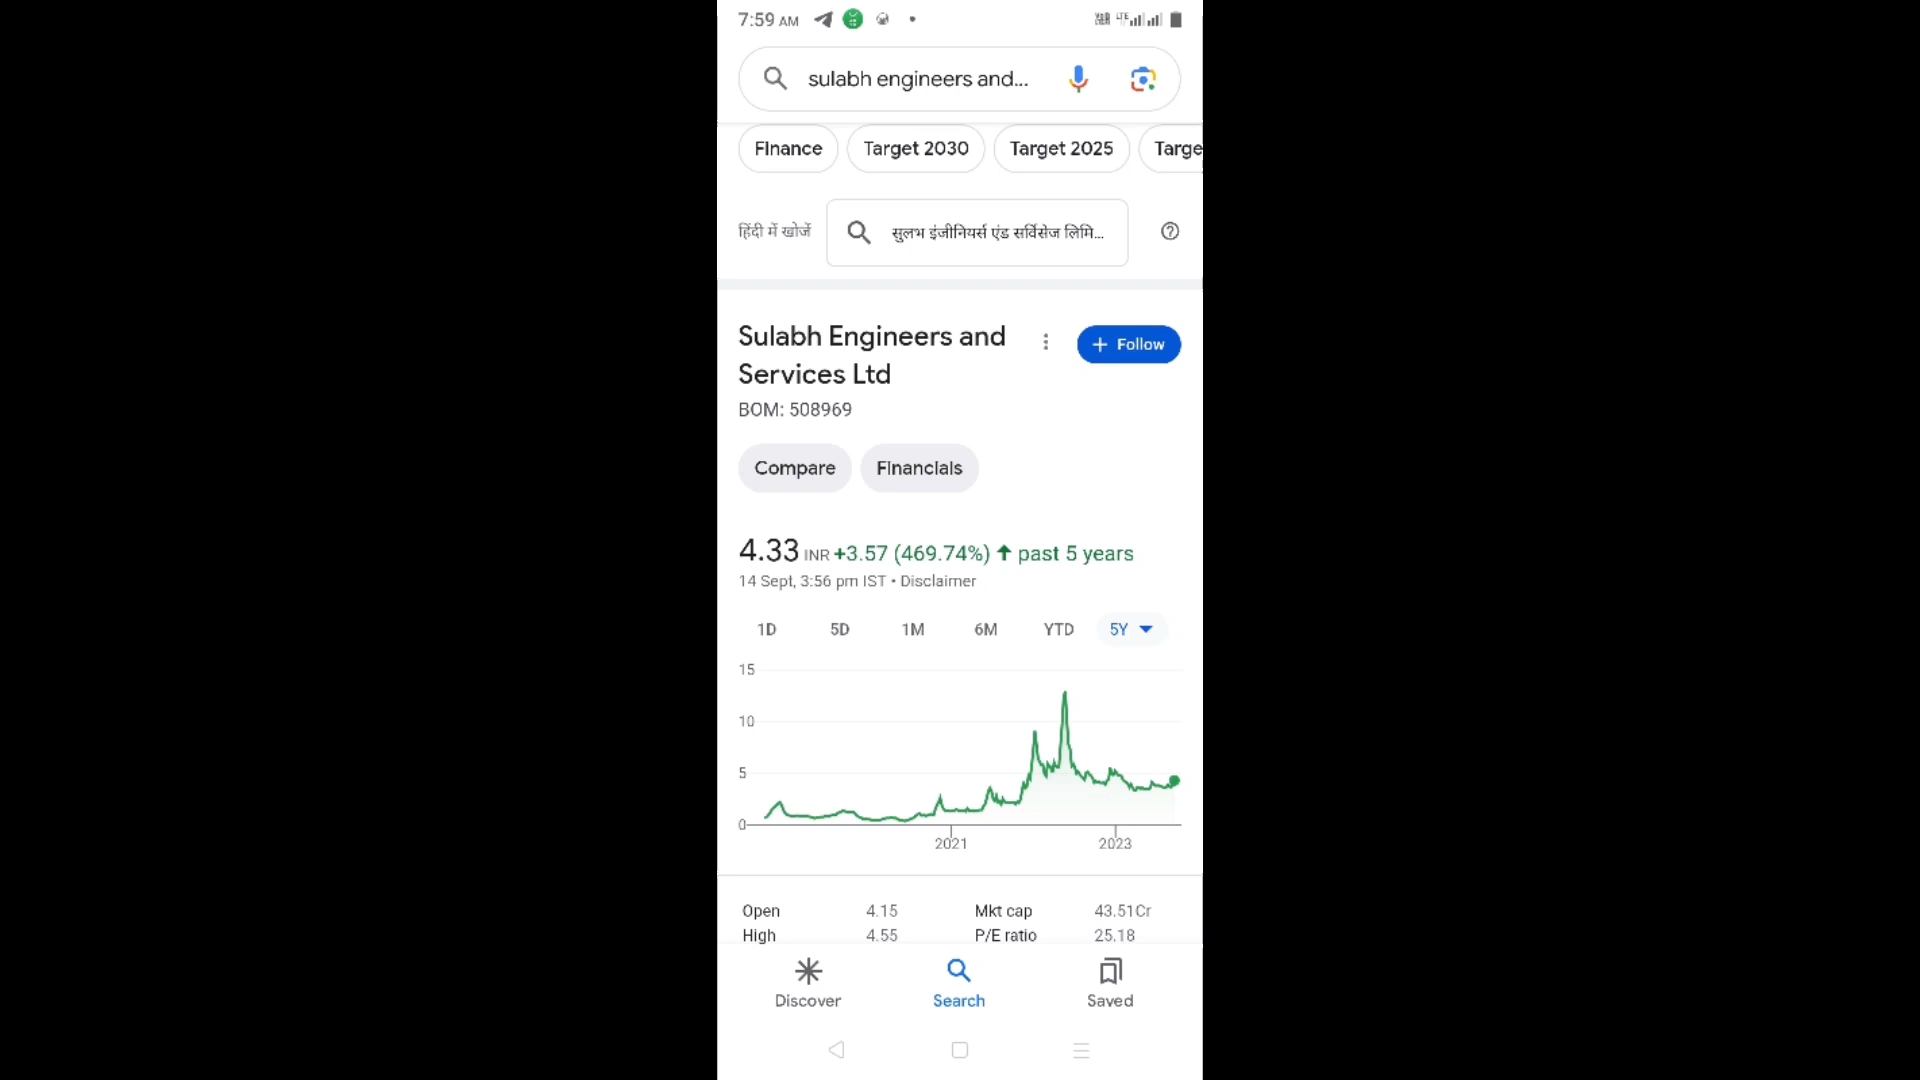 7:59 AM
sulabh engineers and...
Finance Target 2030 Target 2025 Targe
हिंदी में खोजें सुलभ इंजीनियर्स एंड सर्विसेज लिमि...
Sulabh Engineers and
Services Ltd
+ Follow
BOM: 508969
Compare Financials
4.33 INR +3.57 (469.74%) ↑ past 5 years
14 Sept, 3:56 pm IST • Disclaimer
1D 5D 1M 6M YTD 5Y
15
10
5
0
2021 2023
Open 4.15 Mkt cap 43.51Cr
High 4.55 P/E ratio 25.18
Discover Search Saved